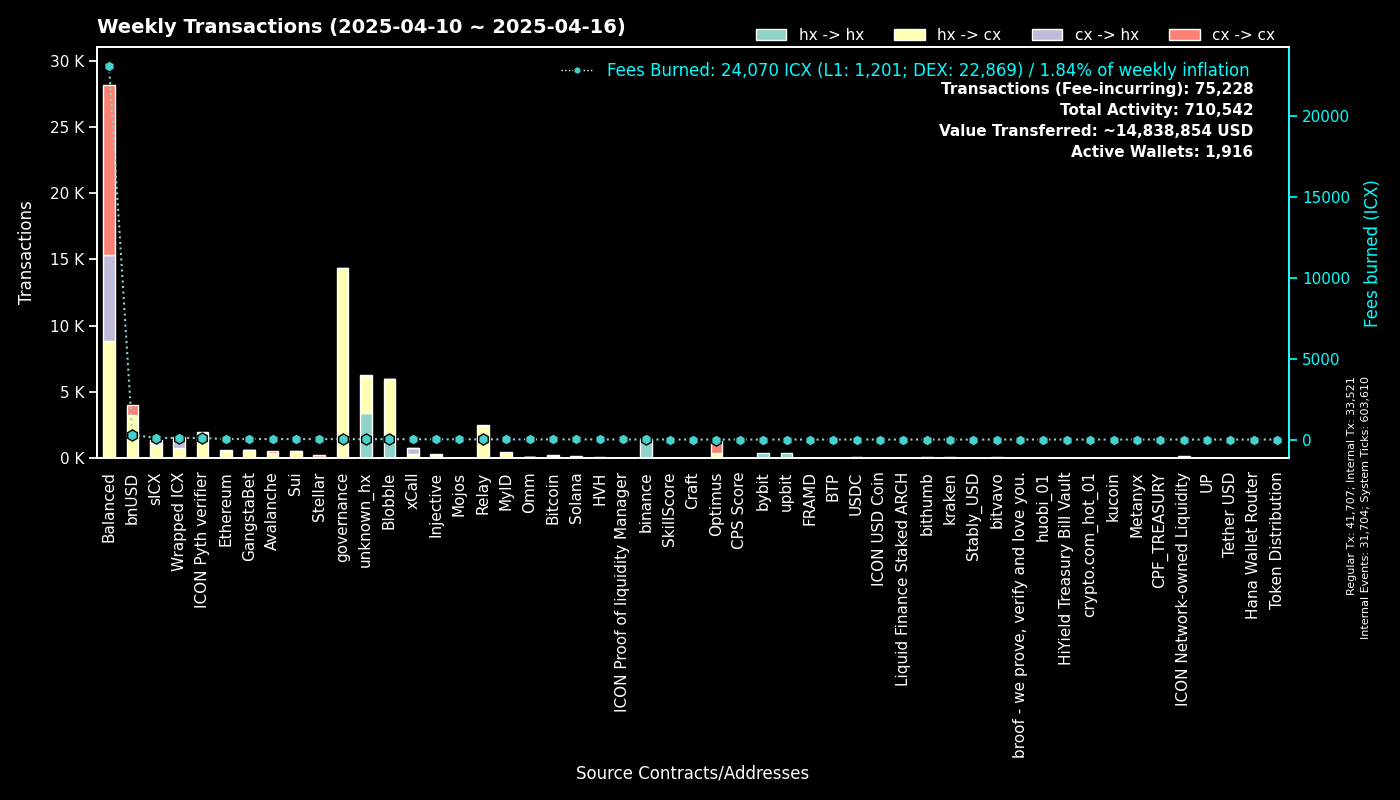 Weekly Transactions (2025-04-10 ~ 2025-04-16)
hx -> hx
hx -> cx
cx -> hx
cx -> cx
Fees Burned: 24,070 ICX (L1: 1,201; DEX: 22,869) / 1.84% of weekly inflation
Transactions (Fee-incurring): 75,228
Total Activity: 710,542
Value Transferred: ~14,838,854 USD
Active Wallets: 1,916
Transactions
30 K
25 K
20 K
15 K
10 K
5 K
0 K
20000
15000
10000
5000
0
Fees burned (ICX)
Regular Tx: 41,707; Internal Tx: 33,521
Internal Events: 31,704; System Ticks: 603,610
Balanced
bnUSD
sICX
Wrapped ICX
ICON Pyth verifier
Ethereum
GangstaBet
Avalanche
Sui
Stellar
governance
unknown_hx
Blobble
xCall
Injective
Mojos
Relay
MyID
Omm
Bitcoin
Solana
HVH
ICON Proof of liquidity Manager
binance
SkillScore
Craft
Optimus
CPS Score
bybit
upbit
FRAMD
BTP
USDC
ICON USD Coin
Liquid Finance Staked ARCH
bithumb
kraken
Stably_USD
bitvavo
broof - we prove, verify and love you.
huobi_01
HiYield Treasury Bill Vault
crypto.com_hot_01
kucoin
Metanyx
CPF_TREASURY
ICON Network-owned Liquidity
UP
Tether USD
Hana Wallet Router
Token Distribution
Source Contracts/Addresses